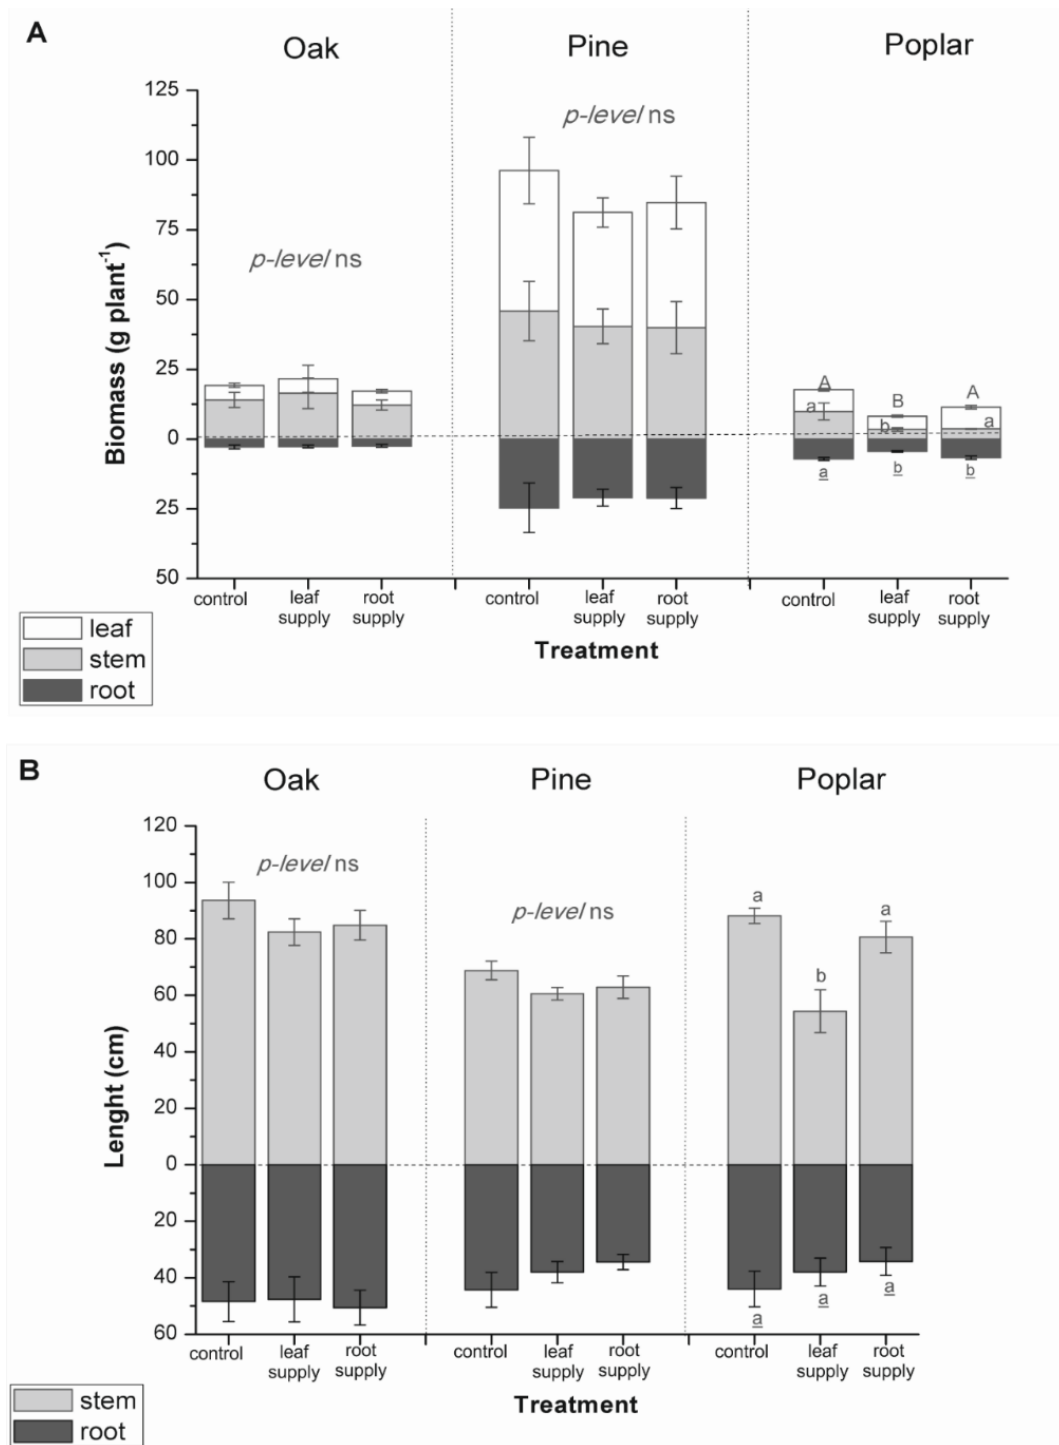 A
Oak
Pine
Poplar
125
100
75
50
25
0
25
50
Biomass (g plant-1)
p-level ns
p-level ns
A
a
B
b
A
a
a
b
b
control
leaf
supply
root
supply
control
leaf
supply
root
supply
control
leaf
supply
root
supply
Treatment
leaf
stem
root
B
Oak
Pine
Poplar
120
100
80
60
40
20
0
20
40
60
Lenght (cm)
p-level ns
p-level ns
a
b
a
a
a
a
control
leaf
supply
root
supply
control
leaf
supply
root
supply
control
leaf
supply
root
supply
Treatment
stem
root